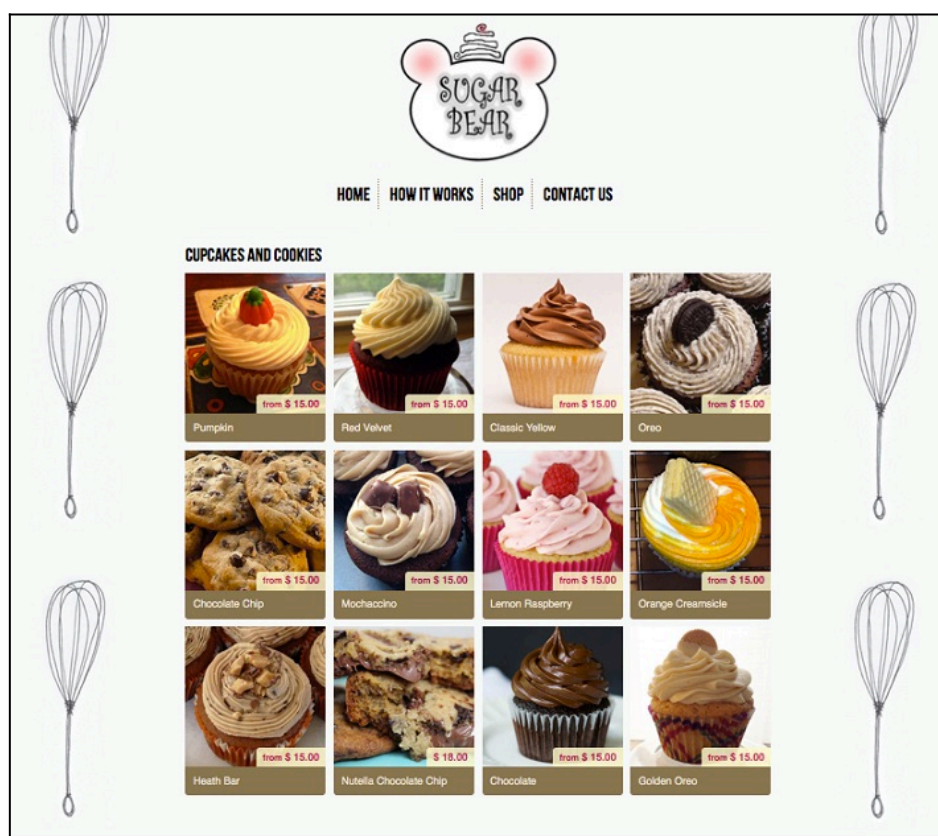 SUGAR
BEAR
HOME HOW IT WORKS SHOP CONTACT US
CUPCAKES AND COOKIES
from $ 15.00 from $ 15.00 from $ 15.00 from $ 15.00
Pumpkin Red Velvet Classic Yellow Oreo
from $ 15.00 from $ 15.00 from $ 15.00 from $ 15.00
Chocolate Chip Mochaccino Lemon Raspberry Orange Creamsicle
from $ 15.00 $ 18.00 from $ 15.00 from $ 15.00
Heath Bar Nutella Chocolate Chip Chocolate Golden Oreo